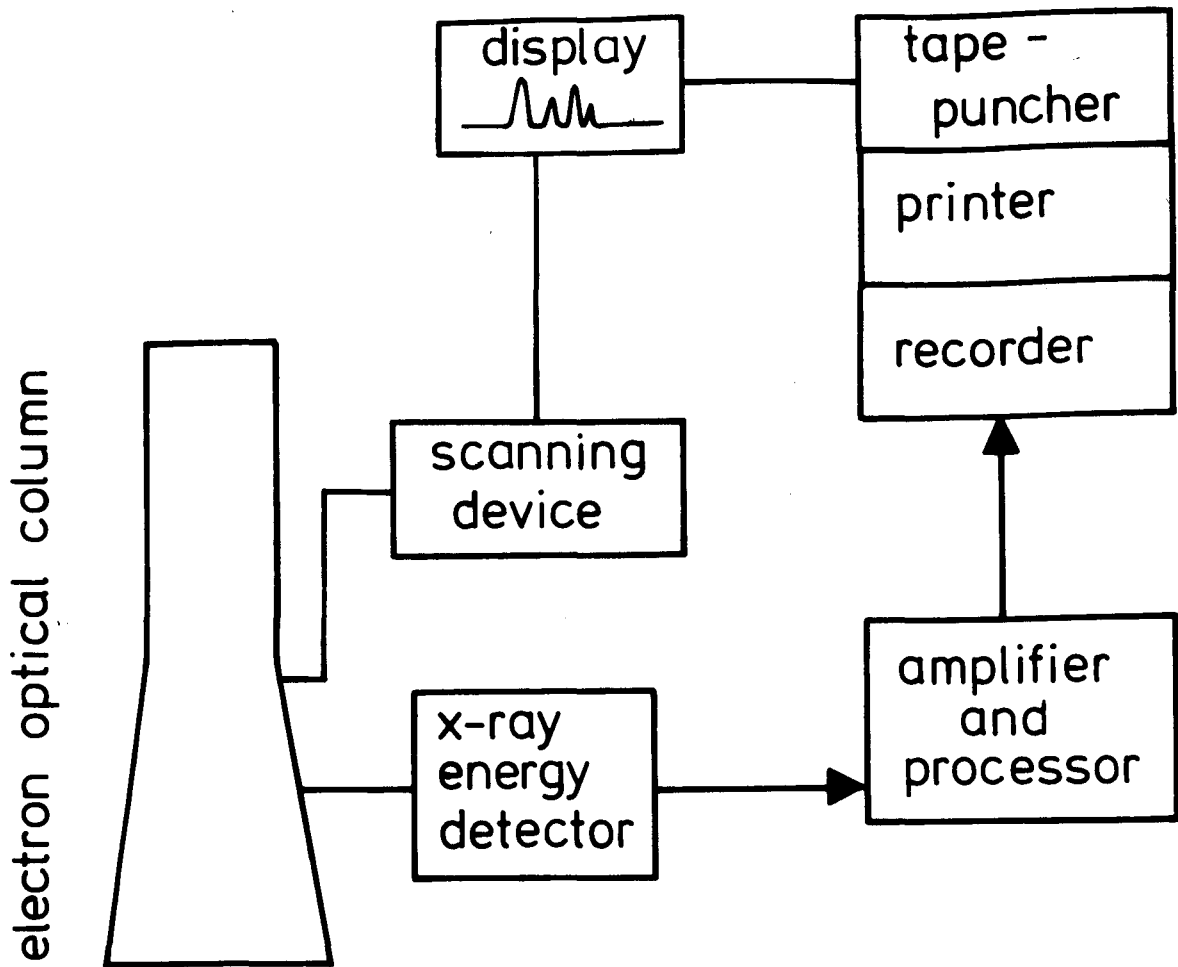 display
tape -
puncher
printer
recorder
scanning
device
electron optical column
x-ray
energy
detector
amplifier
and
processor